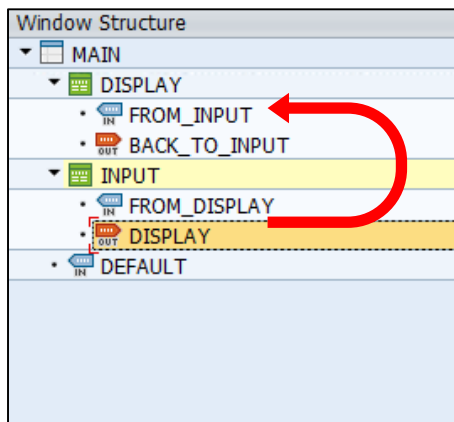 Window Structure
MAIN
DISPLAY
IN FROM_INPUT
OUT BACK_TO_INPUT
INPUT
IN FROM_DISPLAY
OUT DISPLAY
IN DEFAULT